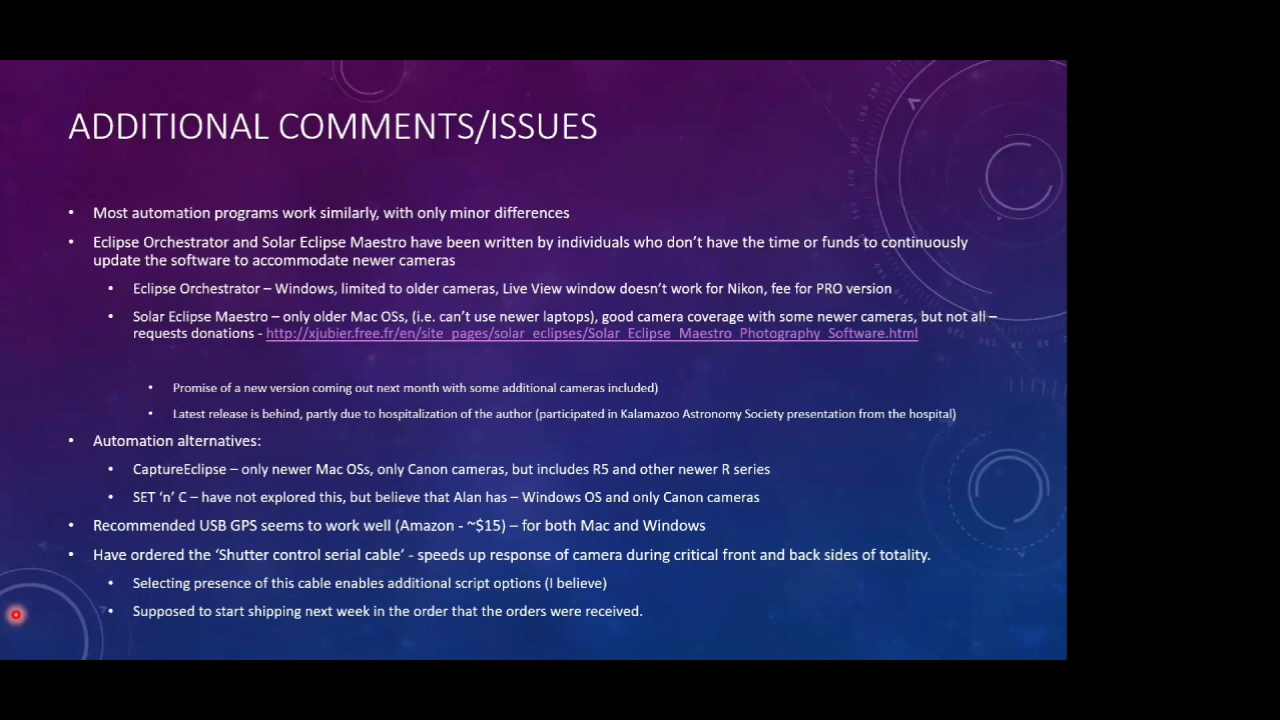 ADDITIONAL COMMENTS/ISSUES
• Most automation programs work similarly, with only minor differences
• Eclipse Orchestrator and Solar Eclipse Maestro have been written by individuals who don’t have the time or funds to continuously
update the software to accommodate newer cameras
• Eclipse Orchestrator – Windows, limited to older cameras, Live View window doesn’t work for Nikon, fee for PRO version
• Solar Eclipse Maestro – only older Mac OSs, (i.e. can’t use newer laptops), good camera coverage with some newer cameras, but not all –
requests donations - http://xjubier.free.fr/en/site_pages/solar_eclipses/Solar_Eclipse_Maestro_Photography_Software.html
• Promise of a new version coming out next month with some additional cameras included)
• Latest release is behind, partly due to hospitalization of the author (participated in Kalamazoo Astronomy Society presentation from the hospital)
• Automation alternatives:
• CaptureEclipse – only newer Mac OSs, only Canon cameras, but includes R5 and other newer R series
• SET ‘n’ C – have not explored this, but believe that Alan has – Windows OS and only Canon cameras
• Recommended USB GPS seems to work well (Amazon - ~$15) – for both Mac and Windows
• Have ordered the ‘Shutter control serial cable’ - speeds up response of camera during critical front and back sides of totality.
• Selecting presence of this cable enables additional script options (I believe)
• Supposed to start shipping next week in the order that the orders were received.